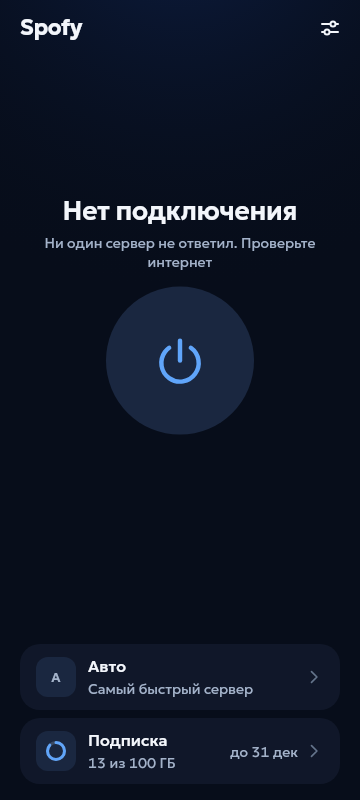 Spofy
Нет подключения
Ни один сервер не ответил. Проверьте
интернет
А
Авто
Самый быстрый сервер
Подписка
13 из 100 ГБ
до 31 дек